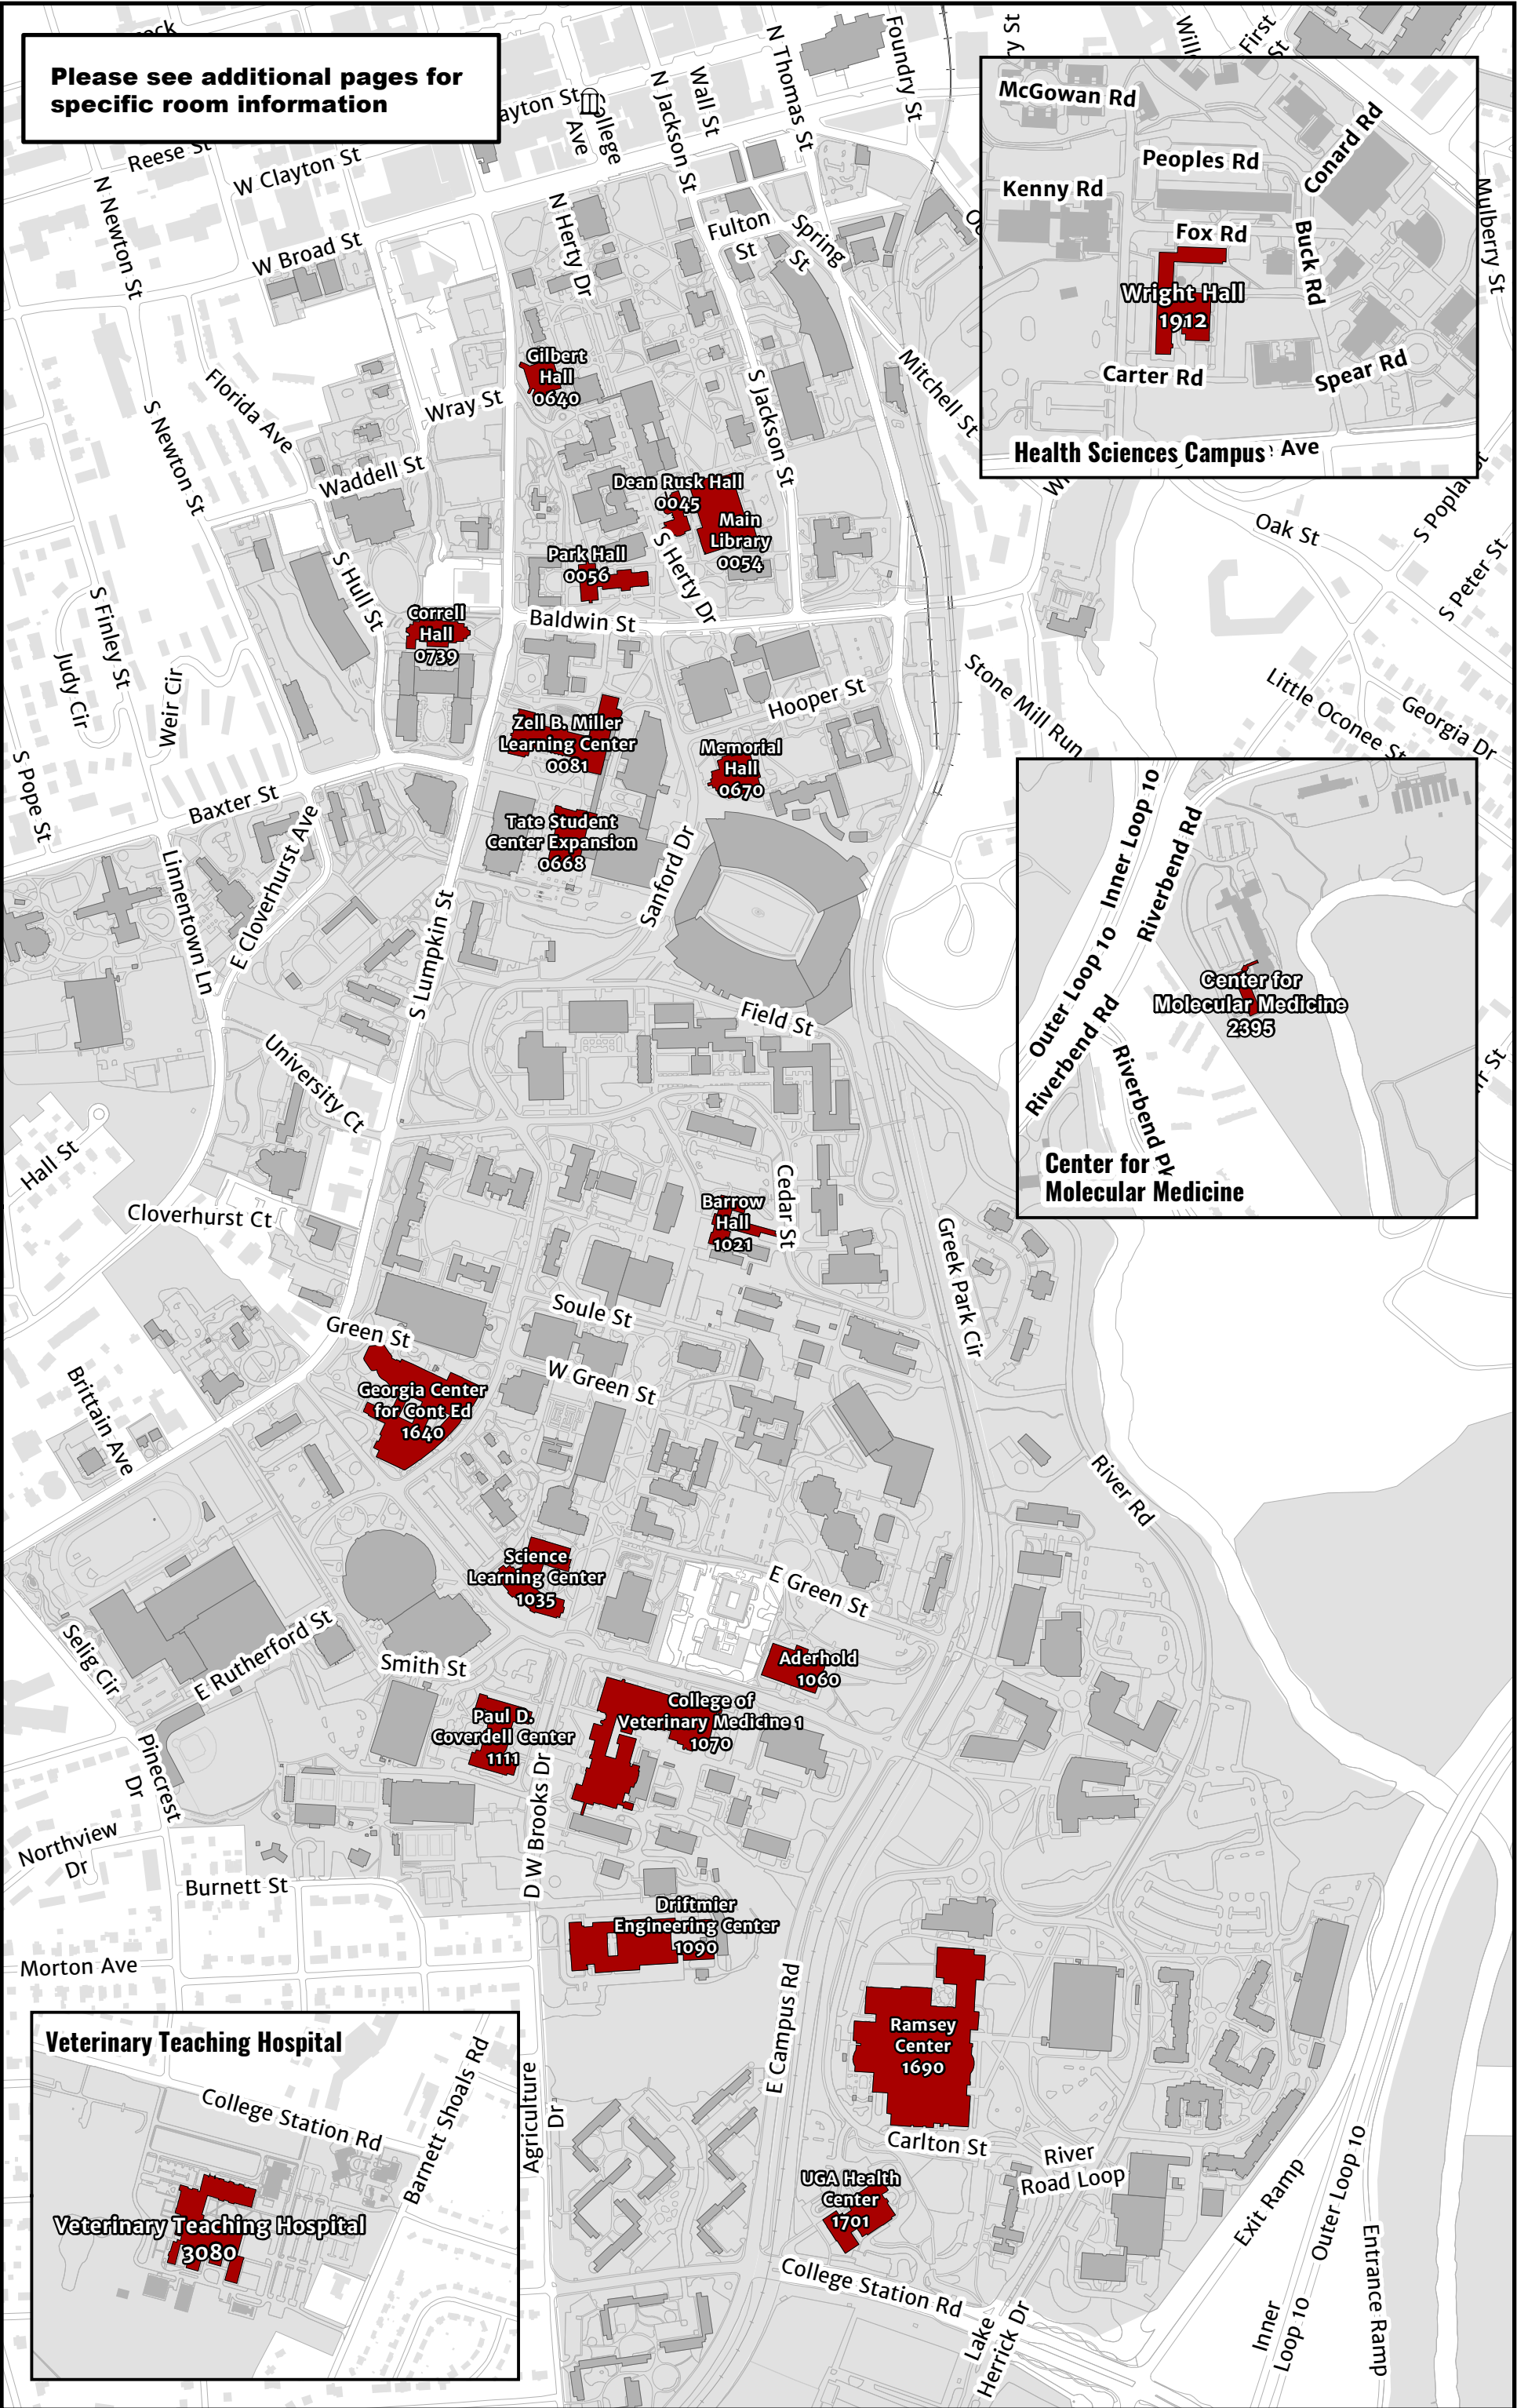 Please see additional pages for
specific room information
ayton St
College
Ave
N Jackson St
Wall St
N Thomas St
Foundry St
First
St
Reese St
W Clayton St
N Newton St
W Broad St
N Herty Dr
Fulton
St
Spring
St
McGowan Rd
Peoples Rd
Conard Rd
Kenny Rd
Fox Rd
Buck Rd
Wright Hall
1912
Carter Rd
Spear Rd
Health Sciences Campus
Ave
Mulberry St
Gilbert
Hall
0640
Florida Ave
Wray St
S Newton St
Waddell St
S Jackson St
Mitchell St
Dean Rusk Hall
0045
Main
Library
0054
Park Hall
0056
S Herty Dr
Oak St
S Poplar St
S Peter St
S Hull St
S Finley St
Judy Cir
Weir Cir
Correll
Hall
0739
Baldwin St
Hooper St
Stone Mill Run
Little Oconee St
Georgia Dr
Zell B. Miller
Learning Center
0081
Memorial
Hall
0670
S Pope St
Baxter St
Tate Student
Center Expansion
0668
Sanford Dr
Linnentown Ln
E Cloverhurst Ave
S Lumpkin St
Outer Loop 10
Inner Loop 10
Riverbend Rd
Riverbend Rd
Center for
Molecular Medicine
2395
Center for
Molecular Medicine
Field St
University Ct
Hall St
Cloverhurst Ct
Barrow
Hall
1021
Cedar St
Greek Park Cir
Soule St
Green St
W Green St
Georgia Center
for Cont Ed
1640
Brittain Ave
River Rd
Science
Learning Center
1035
E Green St
Selig Cir
E Rutherford St
Smith St
Aderhold
1060
Paul D.
Coverdell Center
1111
College of
Veterinary Medicine 1
1070
Pinecrest
Dr
D W Brooks Dr
Northview
Dr
Burnett St
Driftmier
Engineering Center
1090
Morton Ave
E Campus Rd
Ramsey
Center
1690
Veterinary Teaching Hospital
College Station Rd
Barnett Shoals Rd
Veterinary Teaching Hospital
3080
Agriculture
Dr
Carlton St
River
Road Loop
UGA Health
Center
1701
College Station Rd
Lake
Herrick Dr
Exit Ramp
Outer Loop 10
Inner
Loop 10
Entrance Ramp